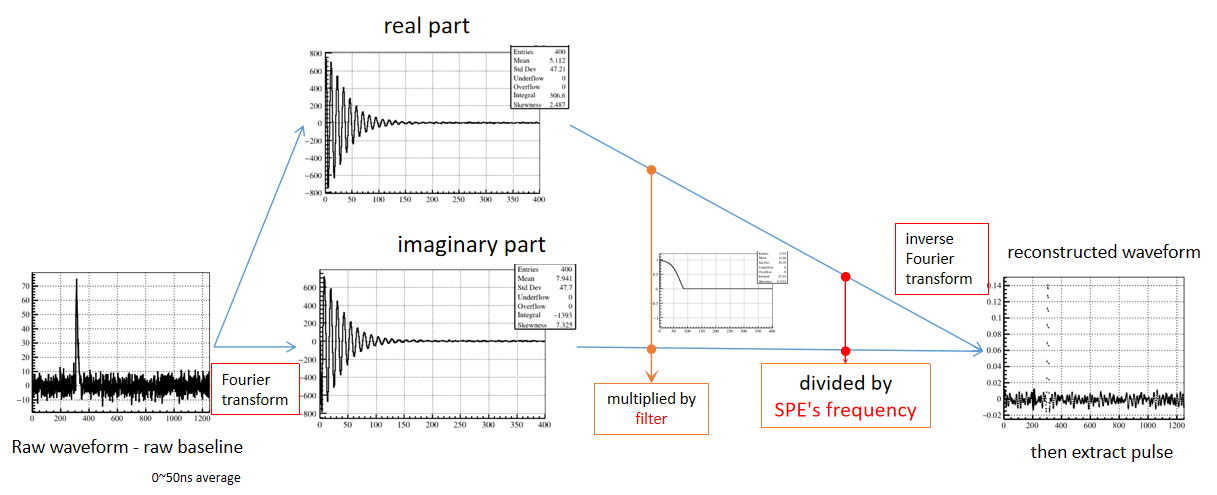 real part
Entries 400
Mean 5.112
Std Dev 47.21
Underflow 0
Overflow 0
Integral 306.6
Skewness 2.487
800
600
400
200
0
−200
−400
−600
−800
0 50 100 150 200 250 300 350 400
imaginary part
Entries 400
Mean 7.941
Std Dev 47.7
Underflow 0
Overflow 0
Integral −1393
Skewness 7.325
600
400
200
0
−200
−400
−600
−800
0 50 100 150 200 250 300 350 400
70
60
50
40
30
20
10
0
−10
0 200 400 600 800 1000 1200
Raw waveform - raw baseline
0~50ns average
Fourier
transform
multiplied by
filter
divided by
SPE's frequency
inverse
Fourier
transform
reconstructed waveform
0.14
0.12
0.1
0.08
0.06
0.04
0.02
0
−0.02
0 200 400 600 800 1000 1200
then extract pulse